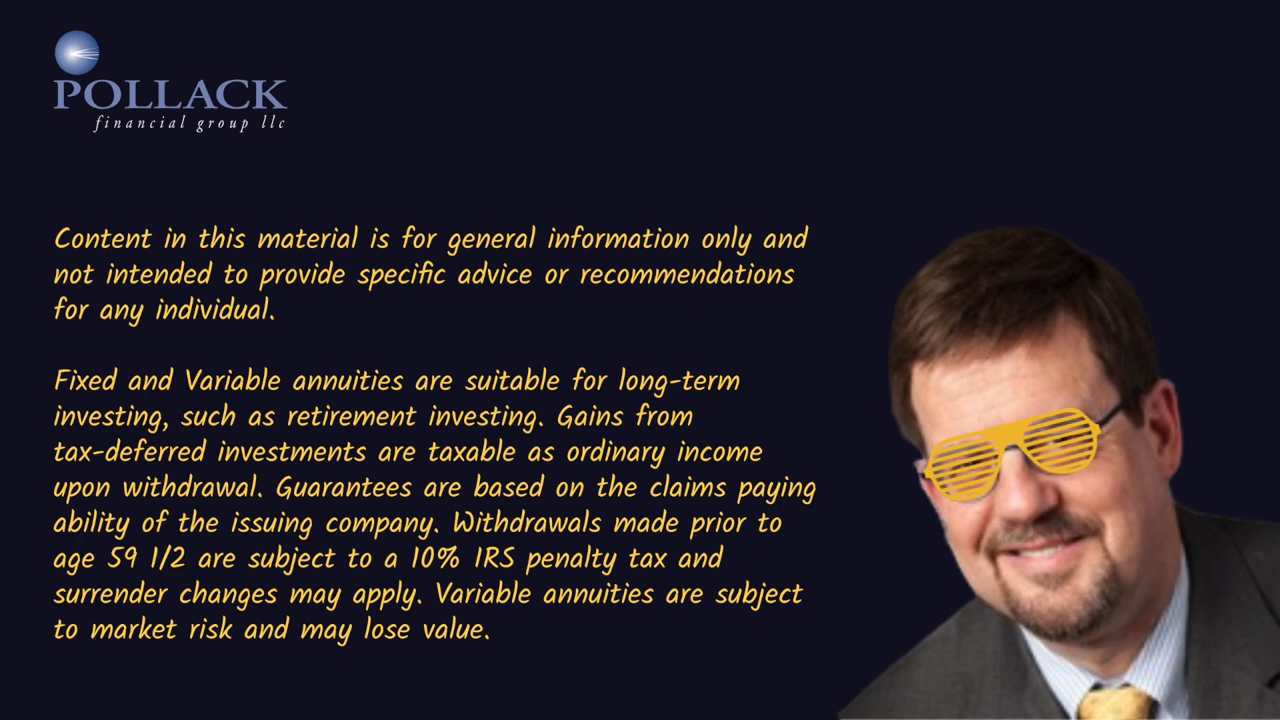 POLLACK
financial group llc
Content in this material is for general information only and
not intended to provide specific advice or recommendations
for any individual.
Fixed and Variable annuities are suitable for long-term
investing, such as retirement investing. Gains from
tax-deferred investments are taxable as ordinary income
upon withdrawal. Guarantees are based on the claims paying
ability of the issuing company. Withdrawals made prior to
age 59 1/2 are subject to a 10% IRS penalty tax and
surrender changes may apply. Variable annuities are subject
to market risk and may lose value.